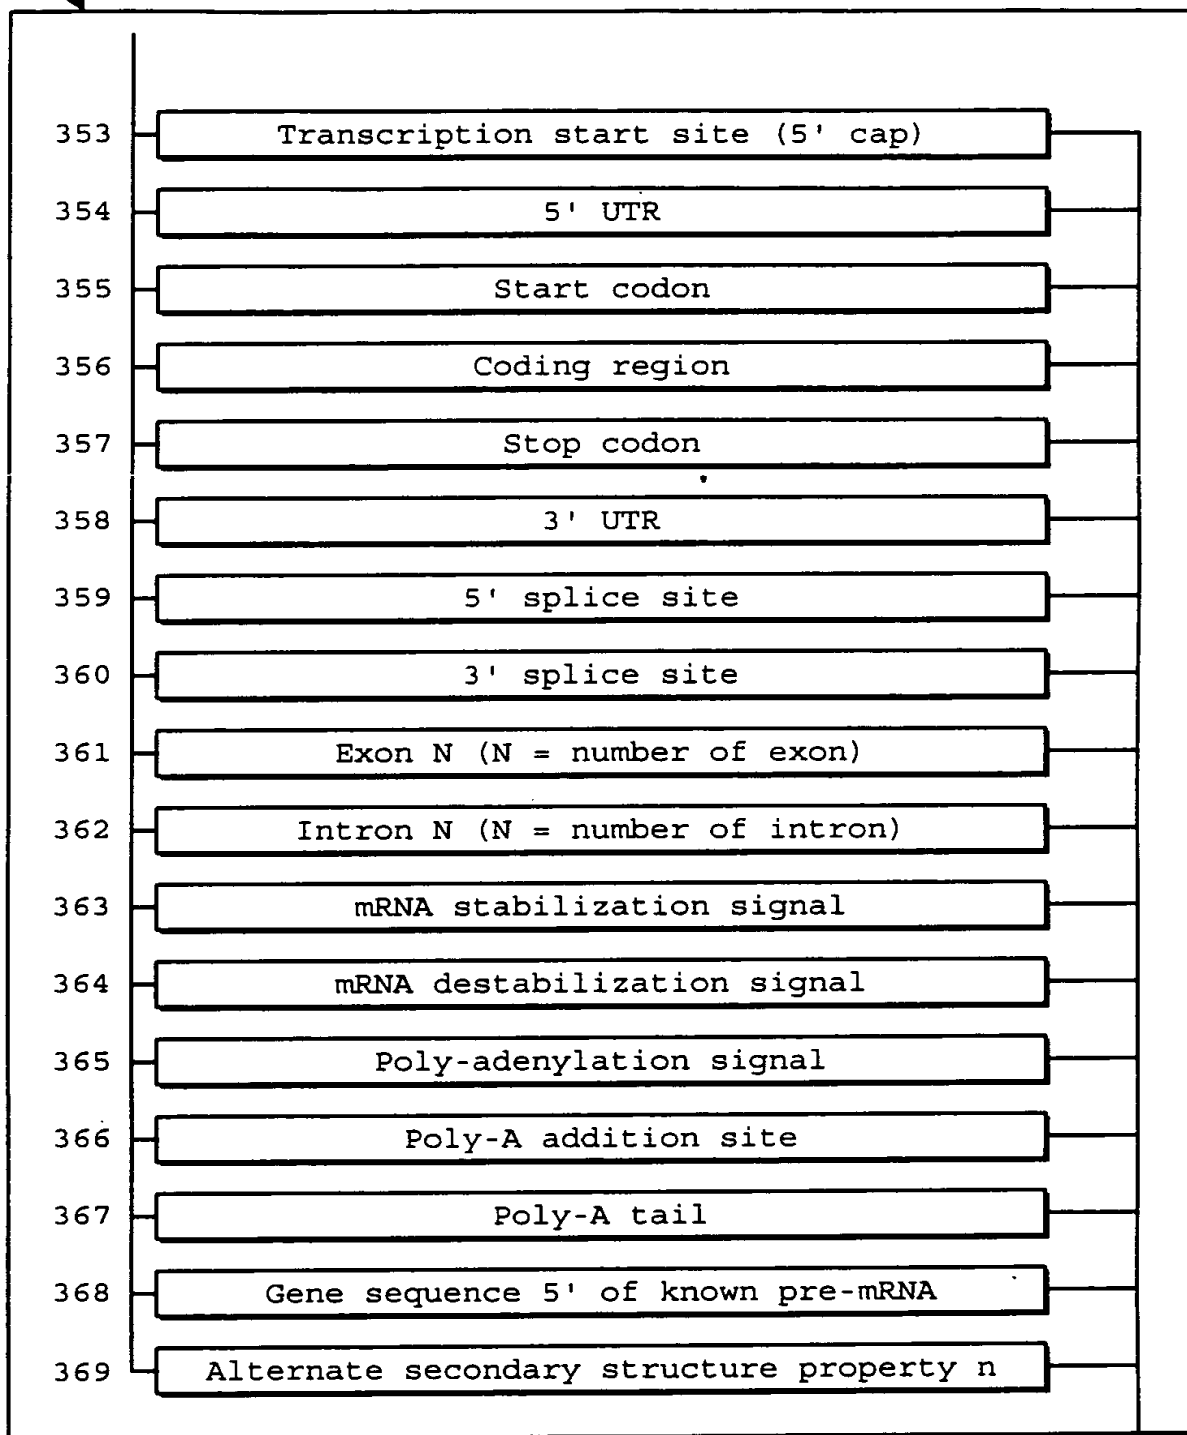 353 Transcription start site (5' cap)
354 5' UTR
355 Start codon
356 Coding region
357 Stop codon
358 3' UTR
359 5' splice site
360 3' splice site
361 Exon N (N = number of exon)
362 Intron N (N = number of intron)
363 mRNA stabilization signal
364 mRNA destabilization signal
365 Poly-adenylation signal
366 Poly-A addition site
367 Poly-A tail
368 Gene sequence 5' of known pre-mRNA
369 Alternate secondary structure property n